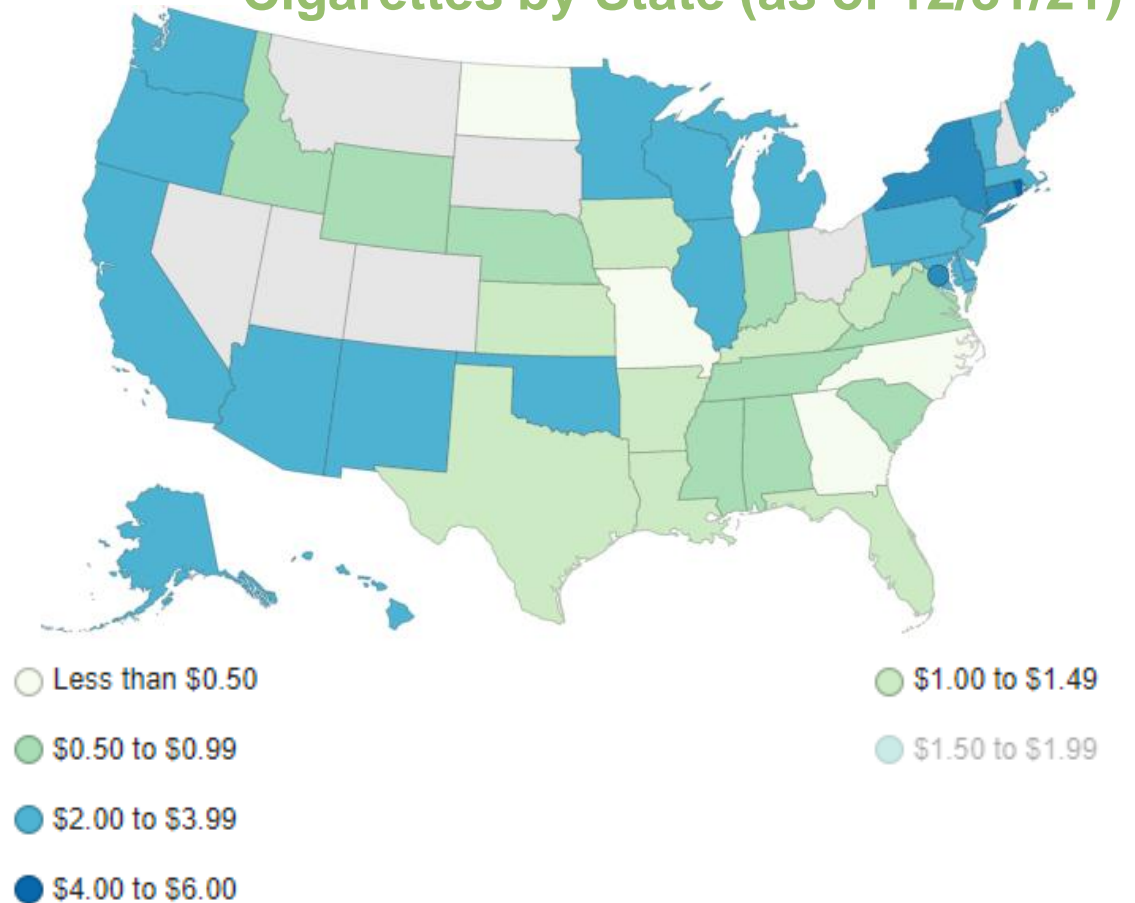 Cigarettes by State (as of 12/31/21)
Less than $0.50
$1.00 to $1.49
$0.50 to $0.99
$1.50 to $1.99
$2.00 to $3.99
$4.00 to $6.00